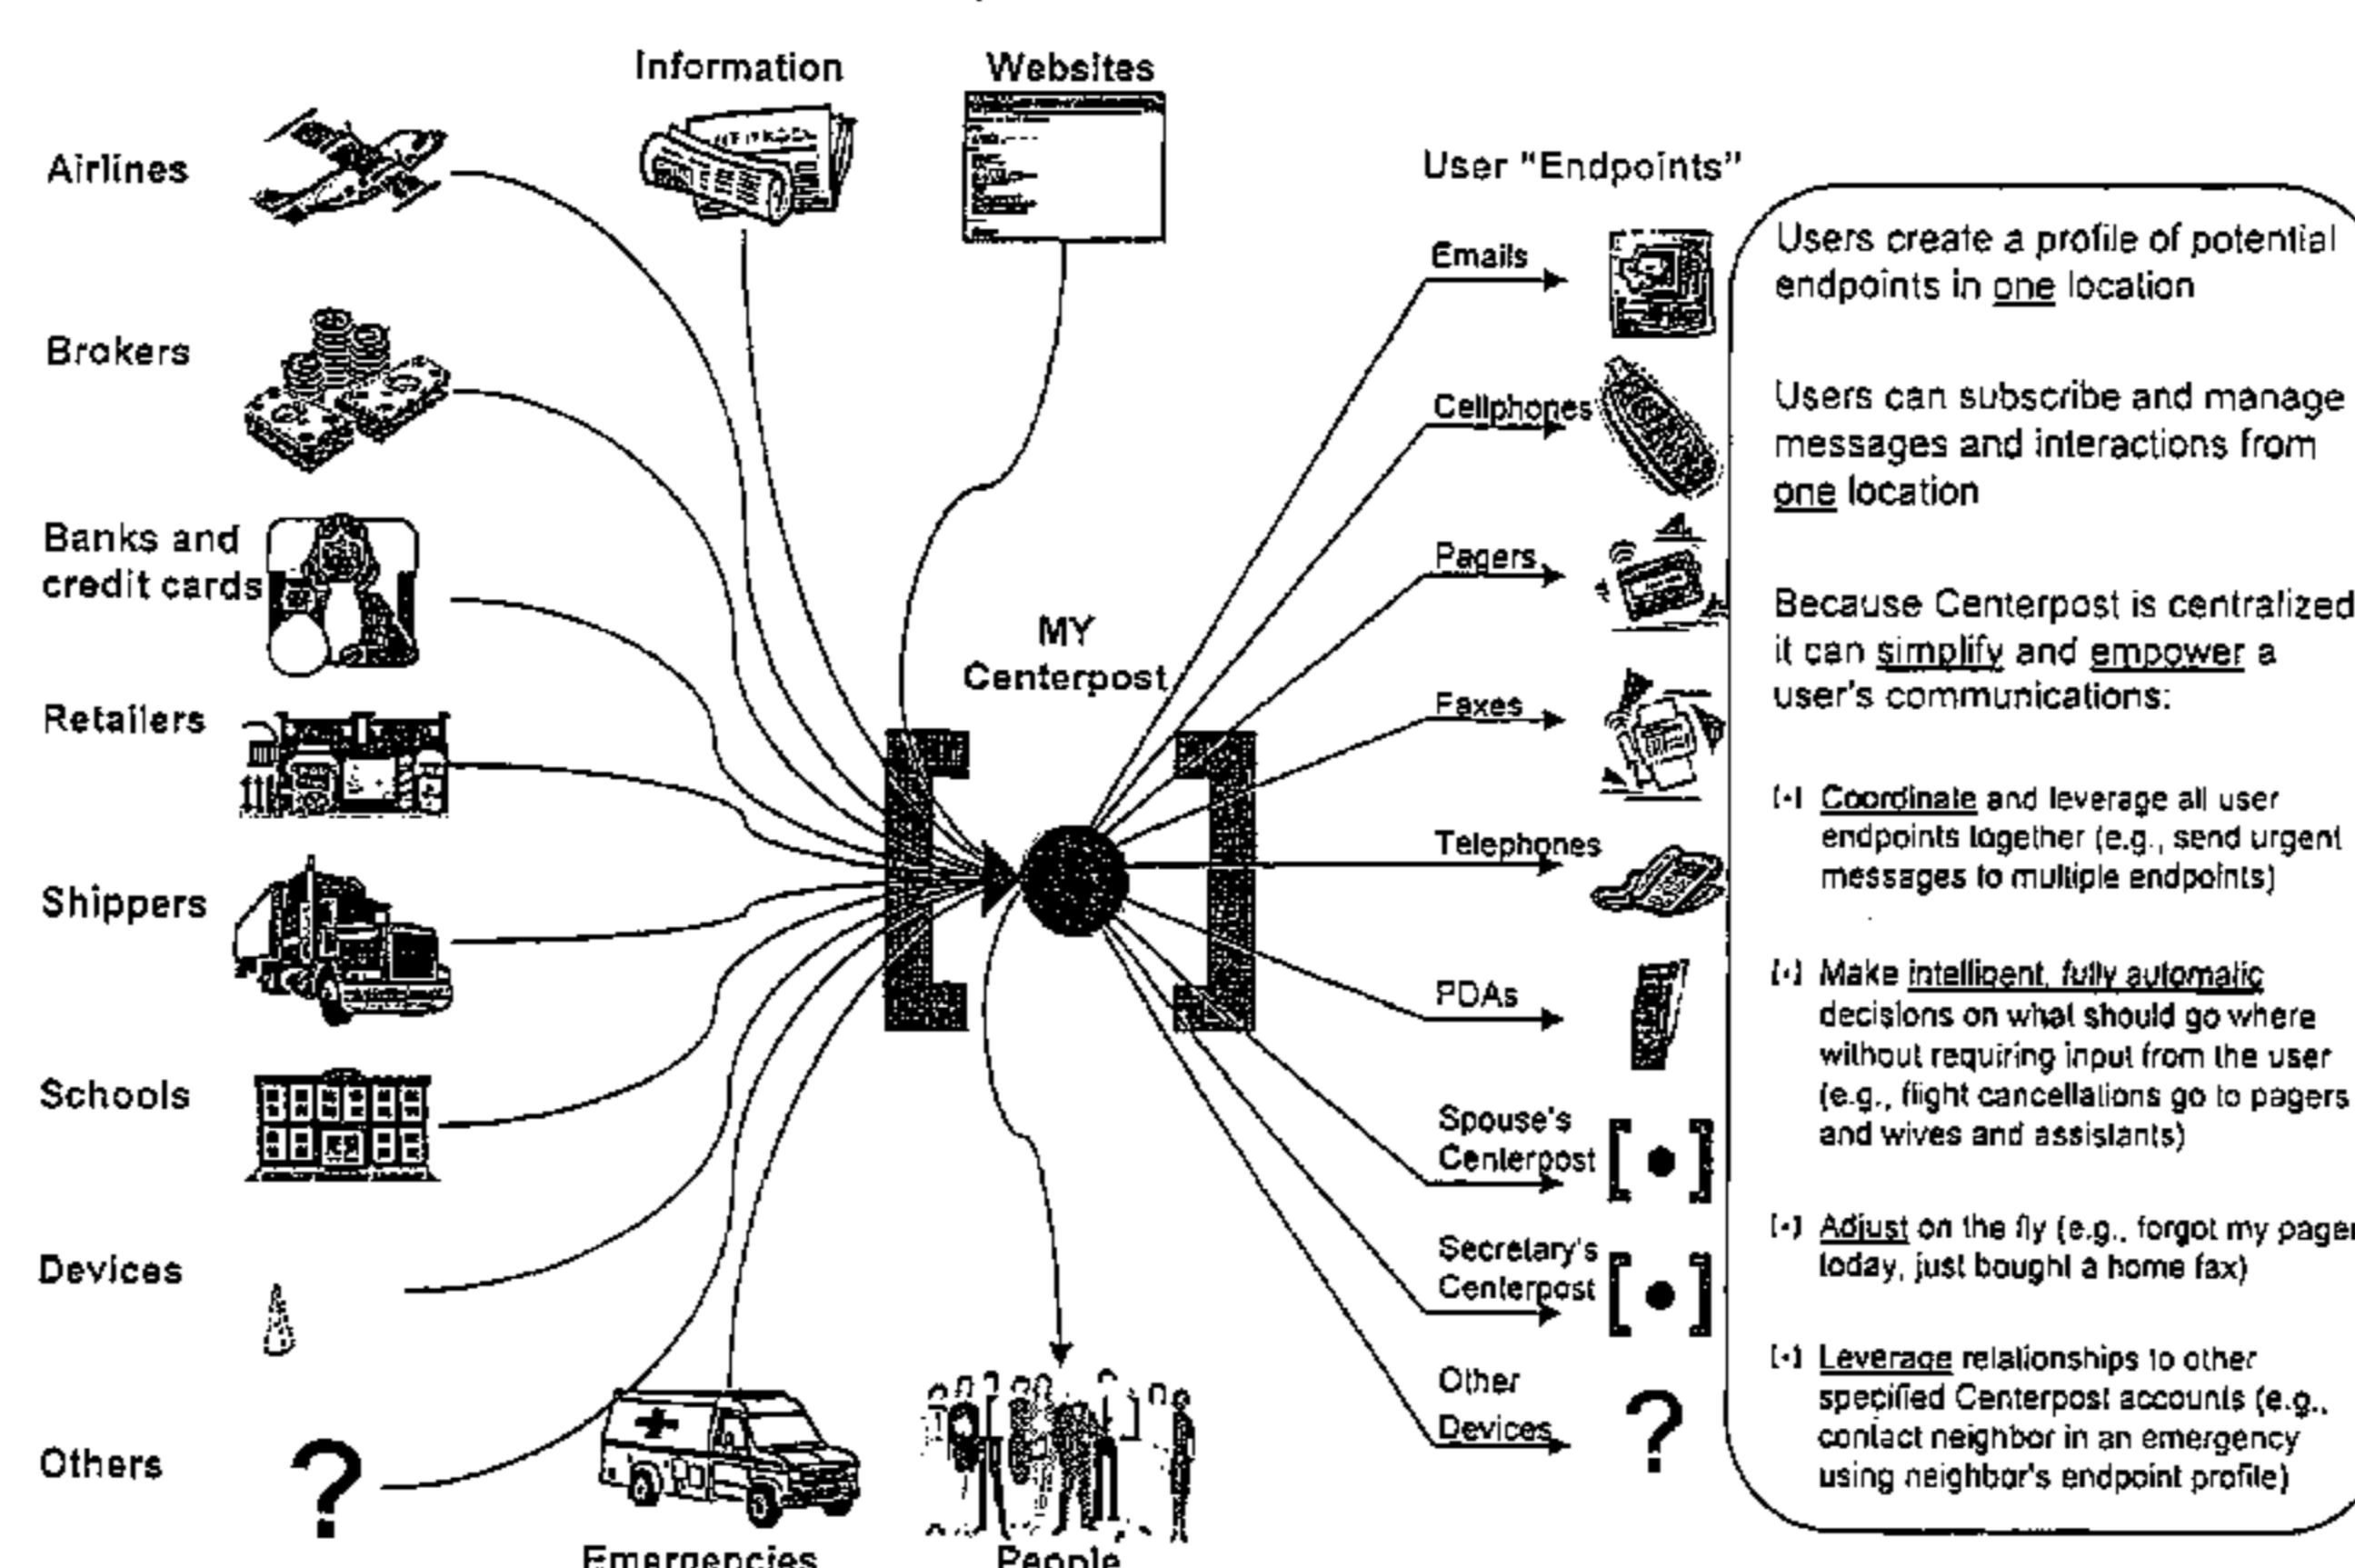 Information
Websites
Airlines
Brokers
Banks and
credit cards
Retailers
Shippers
Schools
Devices
Others
Emergencies
People
MY
Centerpost
User "Endpoints"
Emails
Cellphones
Pagers
Faxes
Telephones
PDAs
Spouse's
Centerpost
Secretary's
Centerpost
Other
Devices
Users create a profile of potential
endpoints in one location
Users can subscribe and manage
messages and interactions from
one location
Because Centerpost is centralized
it can simplify and empower a
user's communications:
[•] Coordinate and leverage all user
endpoints together (e.g., send urgent
messages to multiple endpoints)
[•] Make intelligent, fully automatic
decisions on what should go where
without requiring input from the user
(e.g., flight cancellations go to pagers
and wives and assistants)
[•] Adjust on the fly (e.g., forgot my pager
today, just bought a home fax)
[•] Leverage relationships to other
specified Centerpost accounts (e.g.,
contact neighbor in an emergency
using neighbor's endpoint profile)